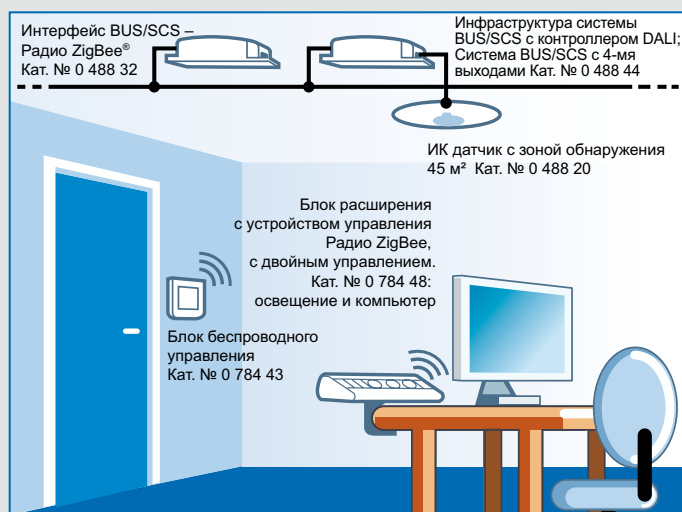 Интерфейс BUS/SCS –
Радио ZigBee®
Кат. № 0 488 32
Инфраструктура системы
BUS/SCS с контроллером DALI;
Система BUS/SCS с 4-мя
выходами Кат. № 0 488 44
ИК датчик с зоной обнаружения
45 м² Кат. № 0 488 20
Блок расширения
с устройством управления
Радио ZigBee,
с двойным управлением.
Кат. № 0 784 48:
освещение и компьютер
Блок беспроводного
управления
Кат. № 0 784 43